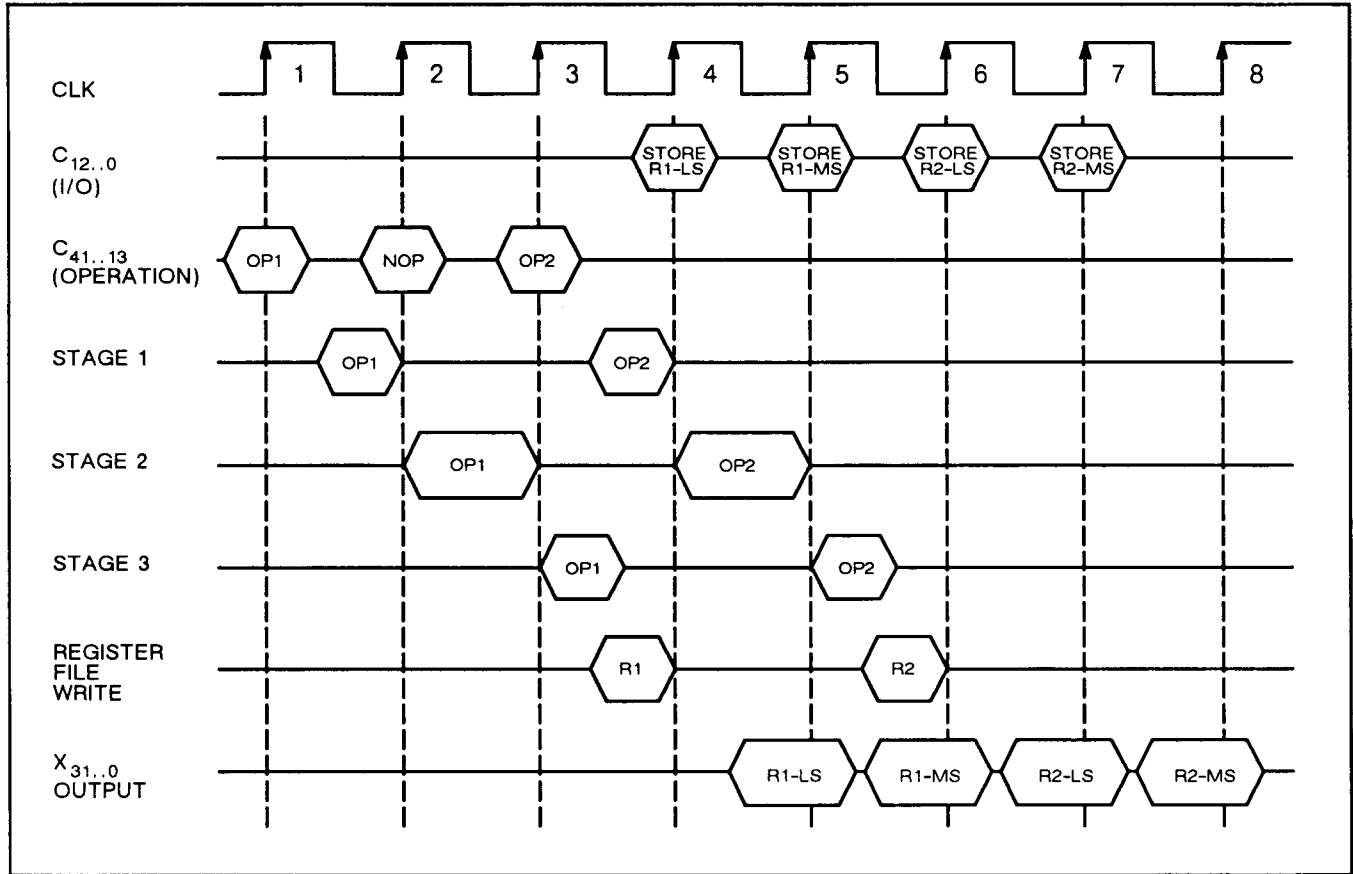 CLK
1 2 3 4 5 6 7 8
C12..0
(I/O)
STORE R1-LS
STORE R1-MS
STORE R2-LS
STORE R2-MS
C41..13
(OPERATION)
OP1 NOP OP2
STAGE 1
OP1 OP2
STAGE 2
OP1 OP2
STAGE 3
OP1 OP2
REGISTER
FILE
WRITE
R1 R2
X31..0
OUTPUT
R1-LS R1-MS R2-LS R2-MS